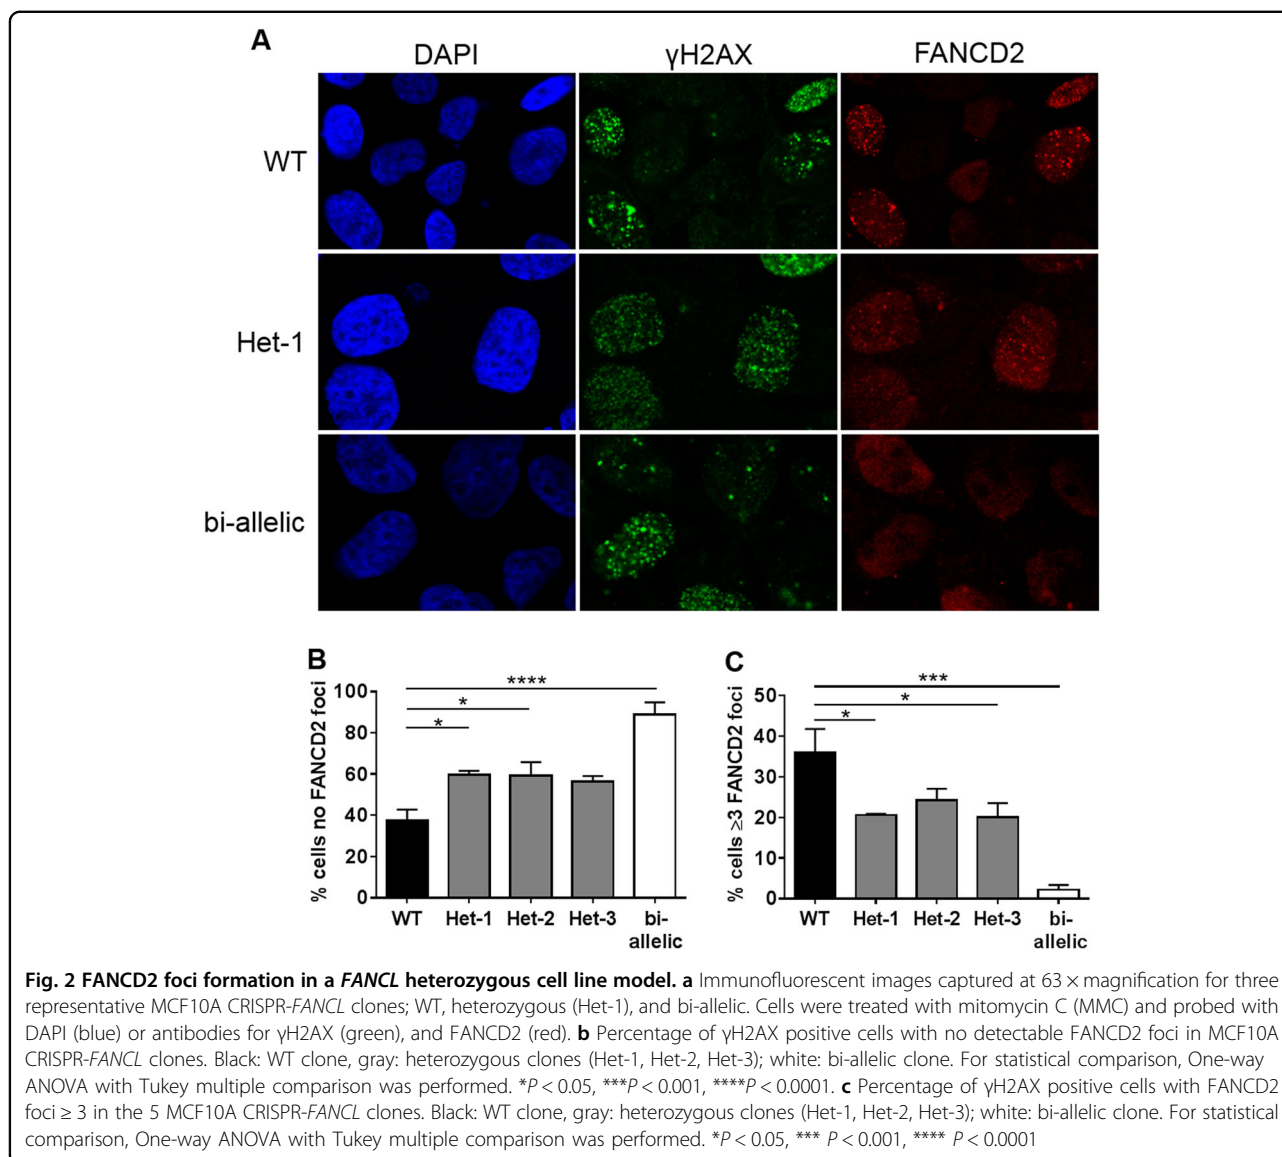 A
DAPI
γH2AX
FANCD2
WT
Het-1
bi-allelic
B
% cells no FANCD2 foci
100
80
60
40
20
0
****
*
*
WT
Het-1
Het-2
Het-3
bi-
allelic
C
% cells ≥3 FANCD2 foci
50
40
30
20
10
0
***
*
*
WT
Het-1
Het-2
Het-3
bi-
allelic
Fig. 2 FANCD2 foci formation in a FANCL heterozygous cell line model. a Immunofluorescent images captured at 63 × magnification for three
representative MCF10A CRISPR-FANCL clones; WT, heterozygous (Het-1), and bi-allelic. Cells were treated with mitomycin C (MMC) and probed with
DAPI (blue) or antibodies for γH2AX (green), and FANCD2 (red). b Percentage of γH2AX positive cells with no detectable FANCD2 foci in MCF10A
CRISPR-FANCL clones. Black: WT clone, gray: heterozygous clones (Het-1, Het-2, Het-3); white: bi-allelic clone. For statistical comparison, One-way
ANOVA with Tukey multiple comparison was performed. *P < 0.05, ***P < 0.001, ****P < 0.0001. c Percentage of γH2AX positive cells with FANCD2
foci ≥ 3 in the 5 MCF10A CRISPR-FANCL clones. Black: WT clone, gray: heterozygous clones (Het-1, Het-2, Het-3); white: bi-allelic clone. For statistical
comparison, One-way ANOVA with Tukey multiple comparison was performed. *P < 0.05, *** P < 0.001, **** P < 0.0001